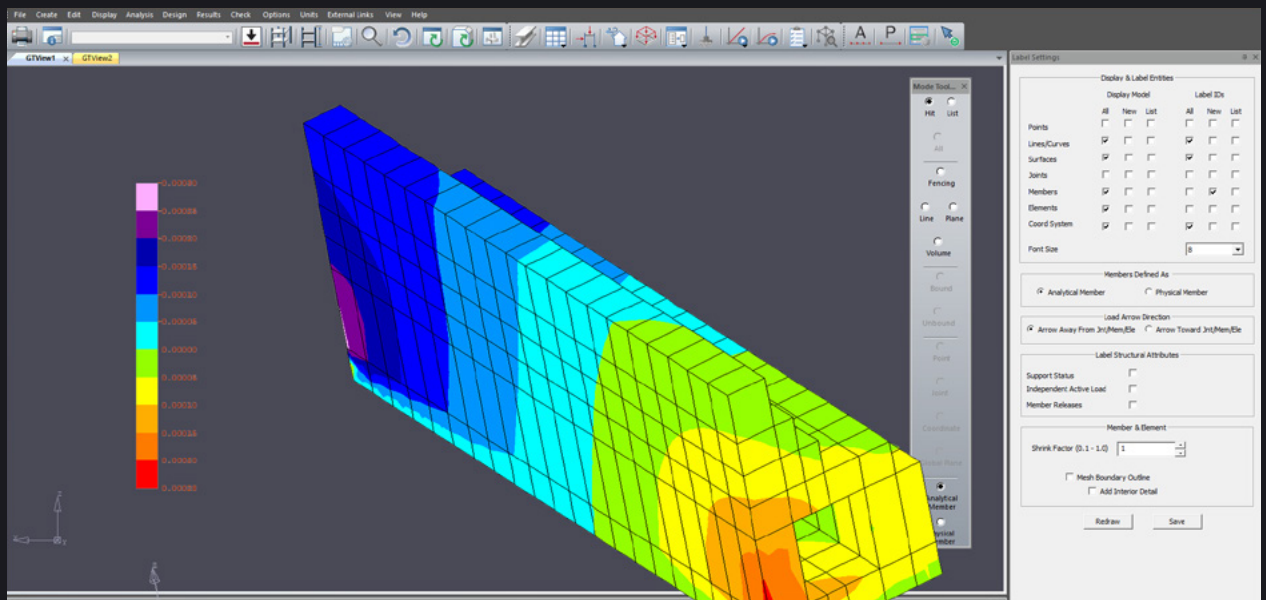 File Create Edit Display Analysis Design Results Check Options Units External Links View Help
A P
GTView1 x GTView2
Label Settings
Mode Tool... x
Hit List
All
Fencing
Line Plane
Volume
Bound
Unbound
Point
Joint
Coordinate
Analytical
Member
Display & Label Entities
Display Model Label IDs
All New List All New List
Points
Lines/Curves
Surfaces
Joints
Members
Elements
Coord System
Font Size 8
Members Defined As
Analytical Member Physical Member
Load Arrow Direction
Arrow Away From Jnt/Mem/Ele Arrow Toward Jnt/Mem/Ele
Label Structural Attributes
Support Status
Independent Active Load
Member Releases
Member & Element
Shrink Factor (0.1 - 1.0) 1
Mesh Boundary Outline
Add Interior Detail
Redraw Save